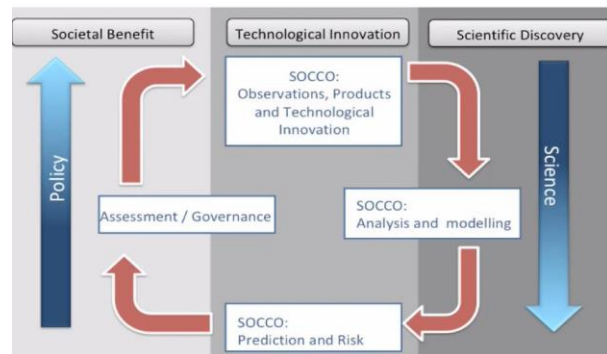 Societal Benefit
Technological Innovation
Scientific Discovery
SOCCO:
Observations, Products
and Technological
Innovation
Policy
Science
Assessment / Governance
SOCCO:
Analysis and modelling
SOCCO:
Prediction and Risk